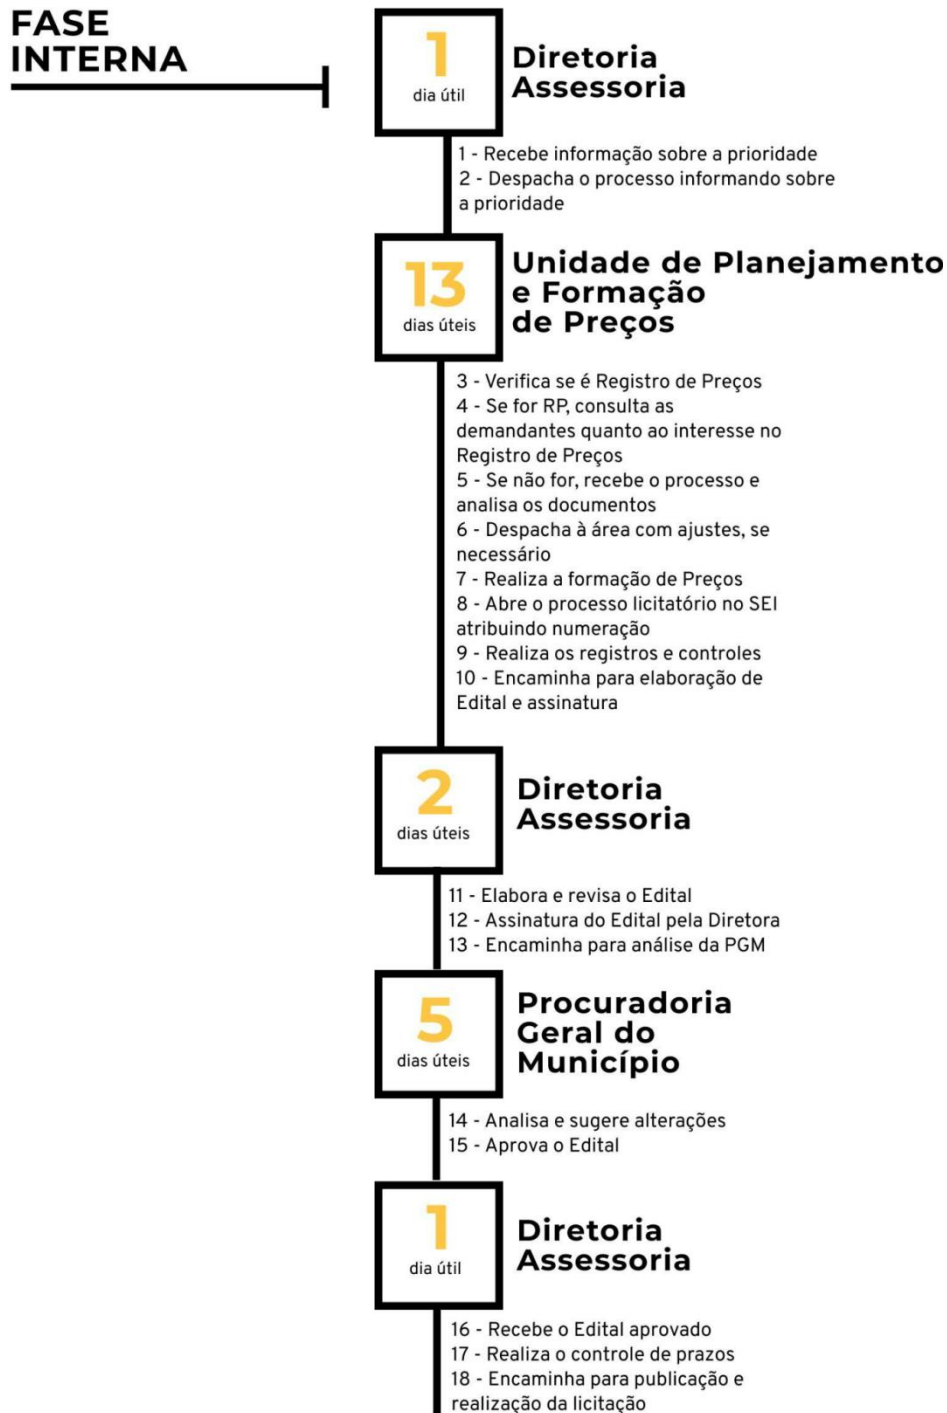 FASE
INTERNA
1
dia útil
Diretoria
Assessoria
1 - Recebe informação sobre a prioridade
2 - Despacha o processo informando sobre
a prioridade
13
dias úteis
Unidade de Planejamento
e Formação
de Preços
3 - Verifica se é Registro de Preços
4 - Se for RP, consulta as
demandantes quanto ao interesse no
Registro de Preços
5 - Se não for, recebe o processo e
analisa os documentos
6 - Despacha à área com ajustes, se
necessário
7 - Realiza a formação de Preços
8 - Abre o processo licitatório no SEI
atribuindo numeração
9 - Realiza os registros e controles
10 - Encaminha para elaboração de
Edital e assinatura
2
dias úteis
Diretoria
Assessoria
11 - Elabora e revisa o Edital
12 - Assinatura do Edital pela Diretora
13 - Encaminha para análise da PGM
5
dias úteis
Procuradoria
Geral do
Município
14 - Analisa e sugere alterações
15 - Aprova o Edital
1
dia útil
Diretoria
Assessoria
16 - Recebe o Edital aprovado
17 - Realiza o controle de prazos
18 - Encaminha para publicação e
realização da licitação